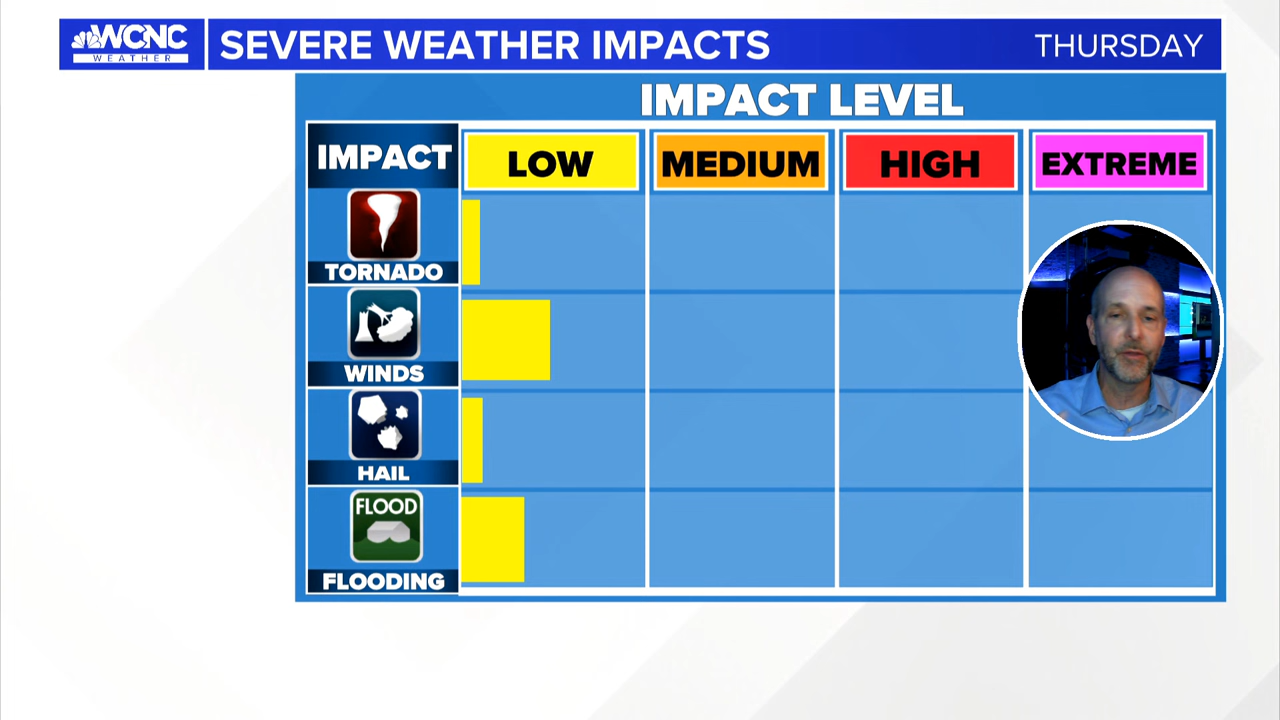 WCNC
WEATHER
SEVERE WEATHER IMPACTS
THURSDAY
IMPACT LEVEL
IMPACT
LOW
MEDIUM
HIGH
EXTREME
TORNADO
WINDS
HAIL
FLOOD
FLOODING